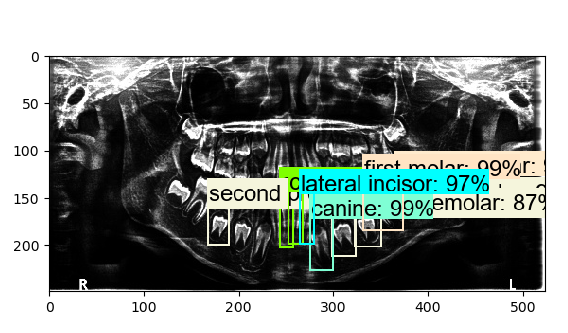 0
50
100
150
200
first molar: 99%
lateral incisor: 97%
second p
canine: 99%
emolar: 87%
R
L
0
100
200
300
400
500